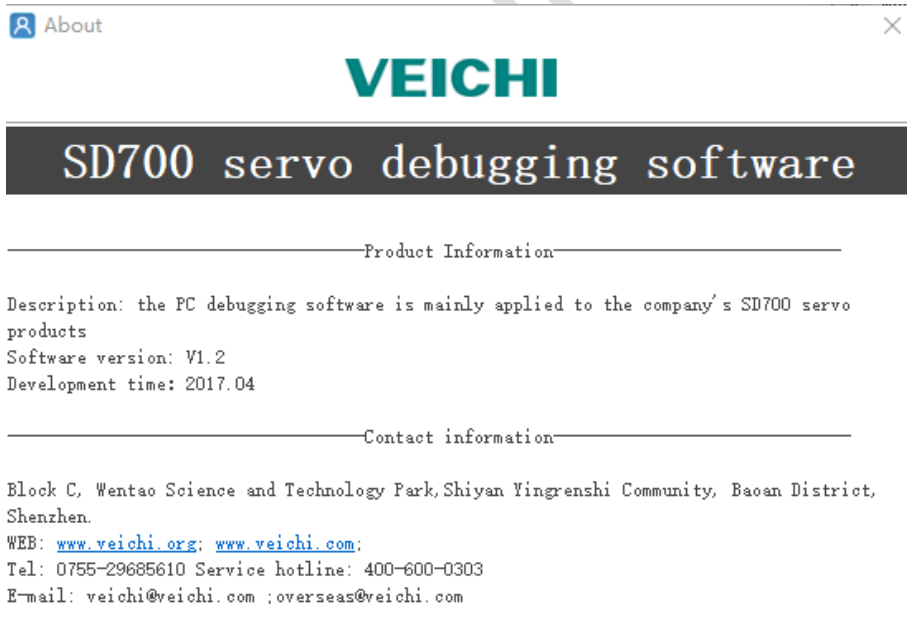 About
VEICHI
SD700 servo debugging software
Product Information
Description: the PC debugging software is mainly applied to the company's SD700 servo
products
Software version: V1.2
Development time: 2017.04
Contact information
Block C, Wentao Science and Technology Park,Shiyan Yingrenshi Community, Baoan District,
Shenzhen.
WEB: www.veichi.org; www.veichi.com;
Tel: 0755-29685610 Service hotline: 400-600-0303
E-mail: veichi@veichi.com ;overseas@veichi.com